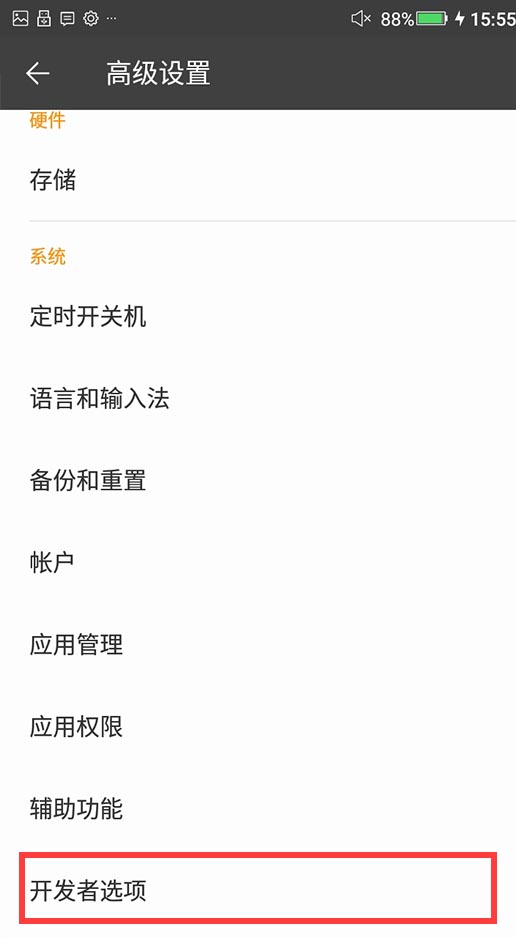 88% 15:55
高级设置
硬件
存储
系统
定时开关机
语言和输入法
备份和重置
帐户
应用管理
应用权限
辅助功能
开发者选项